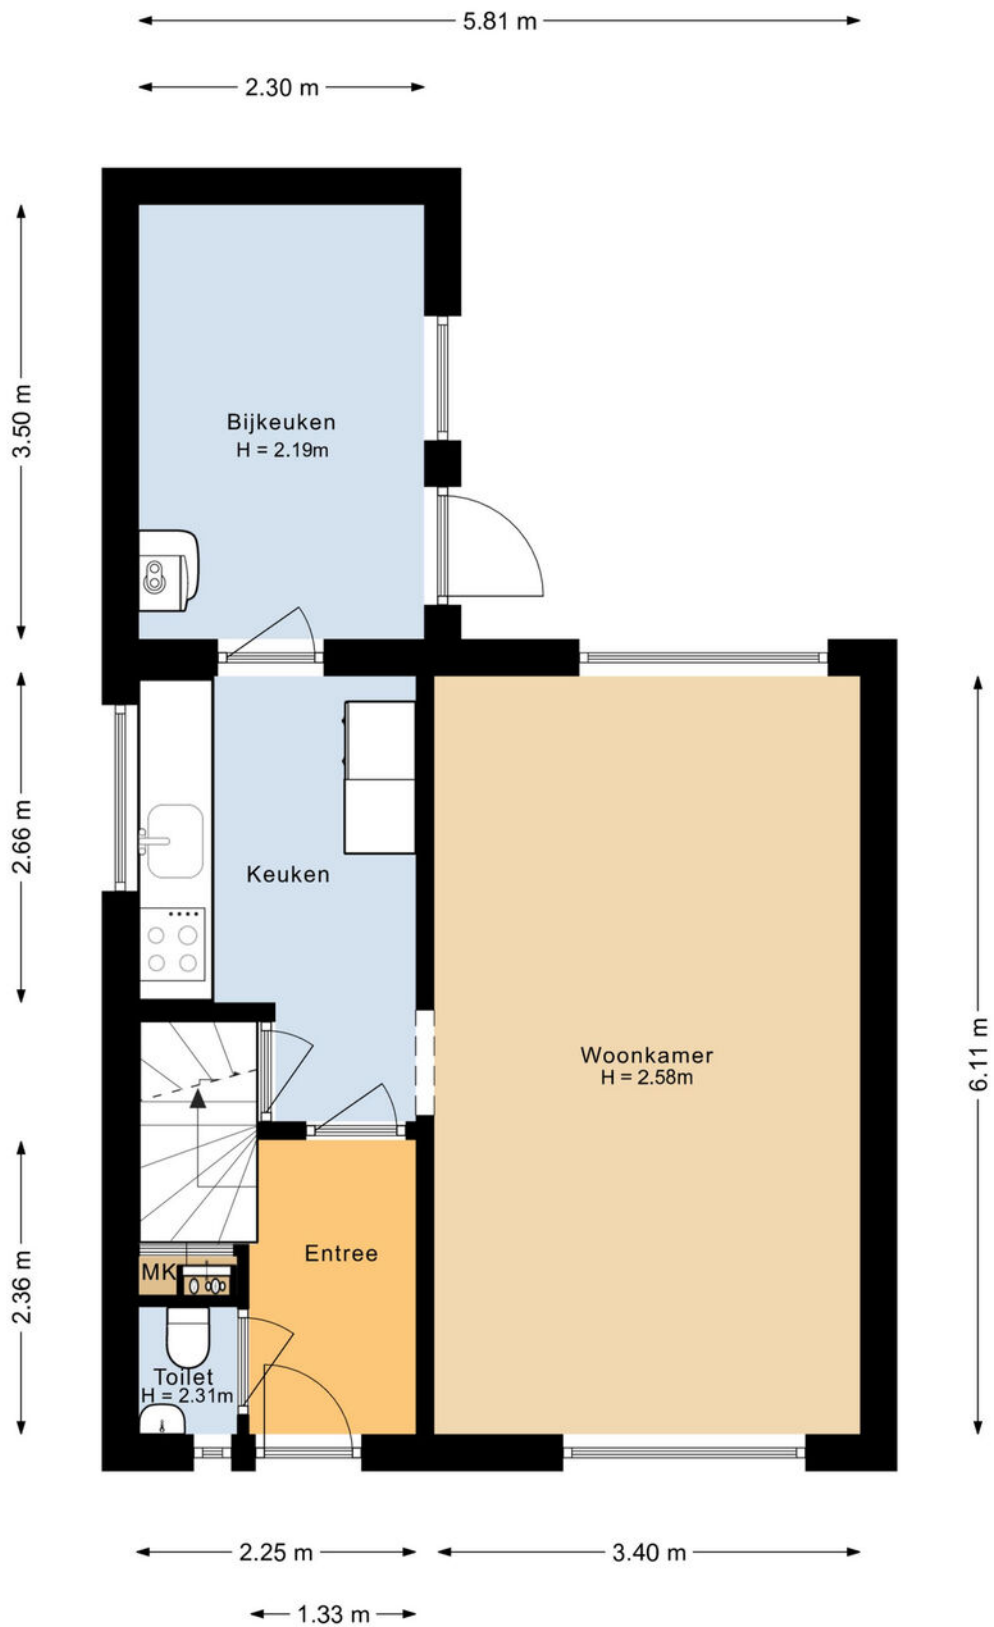 5.81 m
2.30 m
3.50 m
Bijkeuken
H = 2.19m
2.66 m
Keuken
Woonkamer
H = 2.58m
6.11 m
Entree
MK
2.36 m
Toilet
H = 2.31m
2.25 m
3.40 m
1.33 m